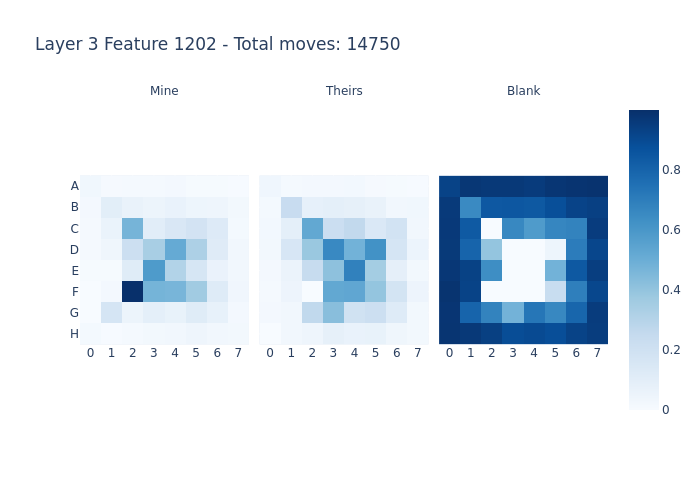 Layer 3 Feature 1202 - Total moves: 14750
Mine Theirs Blank
A
B
C
D
E
F
G
H
0 1 2 3 4 5 6 7 0 1 2 3 4 5 6 7 0 1 2 3 4 5 6 7
0.8
0.6
0.4
0.2
0